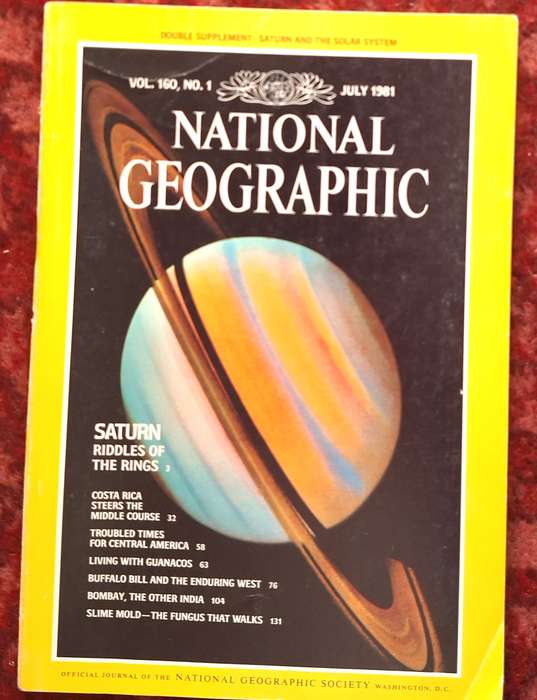 DOUBLE SUPPLEMENT: SATURN AND THE SOLAR SYSTEM
VOL. 160, NO. 1
JULY 1981
NATIONAL
GEOGRAPHIC
SATURN
RIDDLES OF
THE RINGS 3
COSTA RICA
STEERS THE
MIDDLE COURSE 32
TROUBLED TIMES
FOR CENTRAL AMERICA 58
LIVING WITH GUANACOS 63
BUFFALO BILL AND THE ENDURING WEST 76
BOMBAY, THE OTHER INDIA 104
SLIME MOLD—THE FUNGUS THAT WALKS 131
OFFICIAL JOURNAL OF THE NATIONAL GEOGRAPHIC SOCIETY WASHINGTON, D.C.